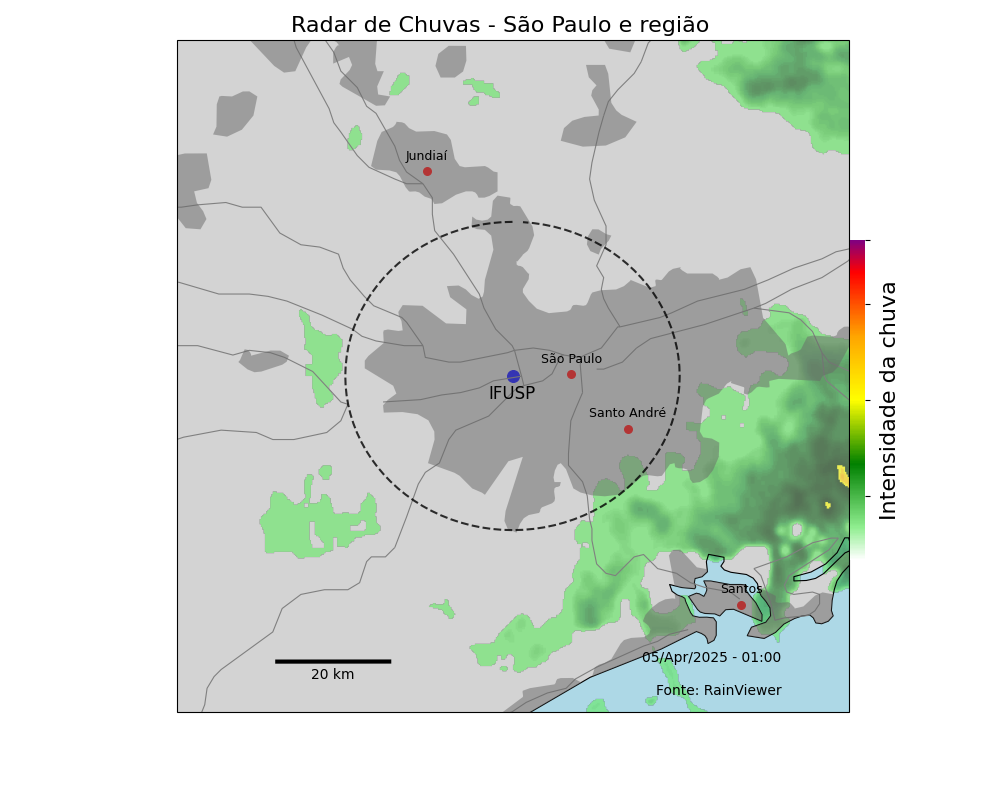 Radar de Chuvas - São Paulo e região
Jundiaí
São Paulo
IFUSP
Santo André
Intensidade da chuva
Santos
05/Apr/2025 - 01:00
20 km
Fonte: RainViewer